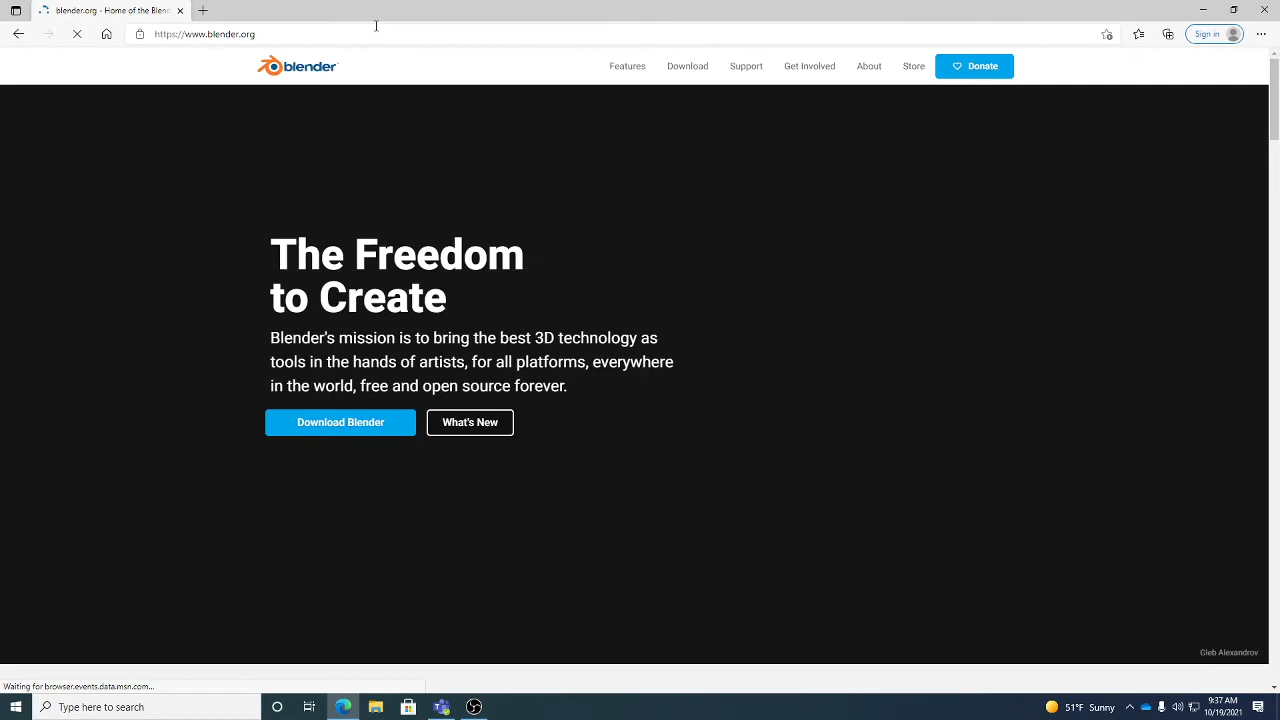 blender.org - Home of the Blend
https://www.blender.org
Sign in
blender
Features
Download
Support
Get Involved
About
Store
Donate
The Freedom
to Create
Blender's mission is to bring the best 3D technology as
tools in the hands of artists, for all platforms, everywhere
in the world, free and open source forever.
Download Blender
What's New
Gleb Alexandrov
Waiting for browser.events.data.msn.com...
Type here to search
51°F Sunny
9:37 AM
10/19/2021